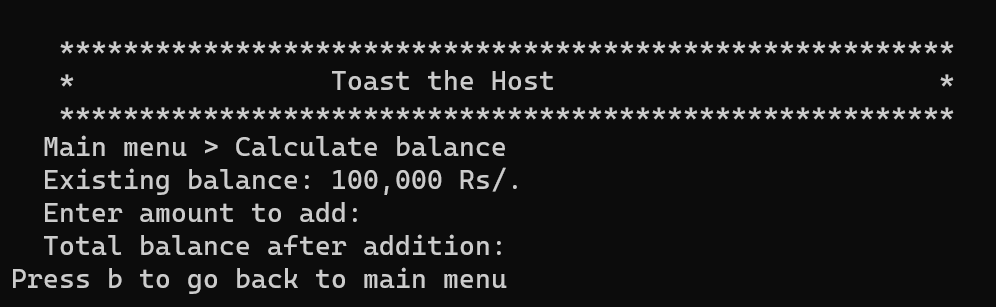 ********************************************************
* Toast the Host *
********************************************************
Main menu > Calculate balance
Existing balance: 100,000 Rs/.
Enter amount to add:
Total balance after addition:
Press b to go back to main menu